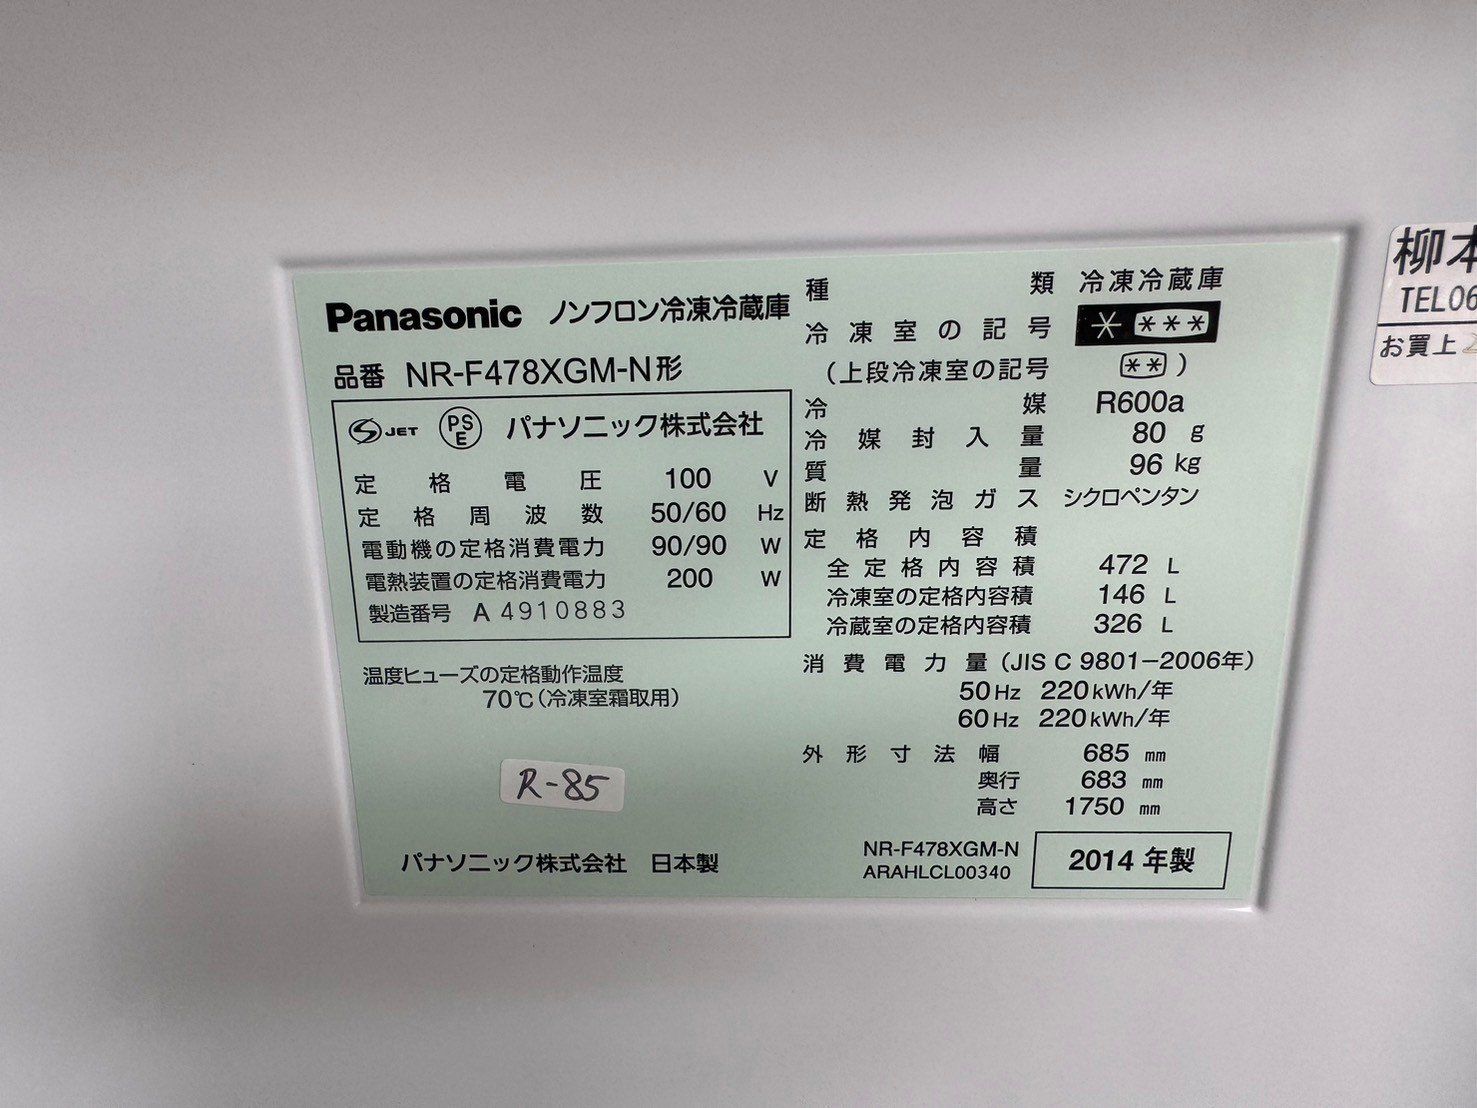 Panasonic ノンフロン冷凍冷蔵庫
品番 NR-F478XGM-N形
JET PSE パナソニック株式会社
定格電圧 100 V
定格周波数 50/60 Hz
電動機の定格消費電力 90/90 W
電熱装置の定格消費電力 200 W
製造番号 A 4910883
温度ヒューズの定格動作温度
70℃(冷凍室霜取用)
R-85
パナソニック株式会社 日本製
種類 冷凍冷蔵庫
冷凍室の記号 * ***
(上段冷凍室の記号 **)
冷媒 R600a
冷媒封入量 80 g
質量 96 kg
断熱発泡ガス シクロペンタン
定格内容積
全定格内容積 472 L
冷凍室の定格内容積 146 L
冷蔵室の定格内容積 326 L
消費電力量(JIS C 9801-2006年)
50Hz 220kWh/年
60Hz 220kWh/年
外形寸法幅 685 mm
奥行 683 mm
高さ 1750 mm
NR-F478XGM-N
ARAHLCL00340
2014年製
柳本
TEL06
お買上